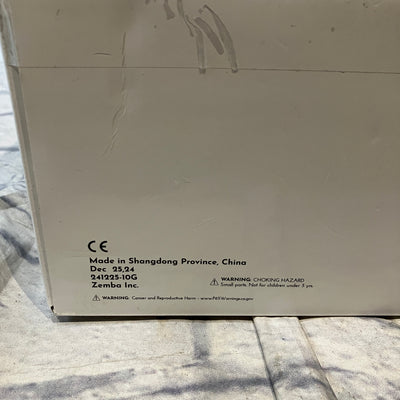 CE
Made in Shangdong Province, China
Dec 25,24
241225-10G
Zemba Inc.
WARNING: CHOKING HAZARD
Small parts. Not for children under 3 yrs.
WARNING: Cancer and Reproductive Harm - www.P65Warnings.ca.gov